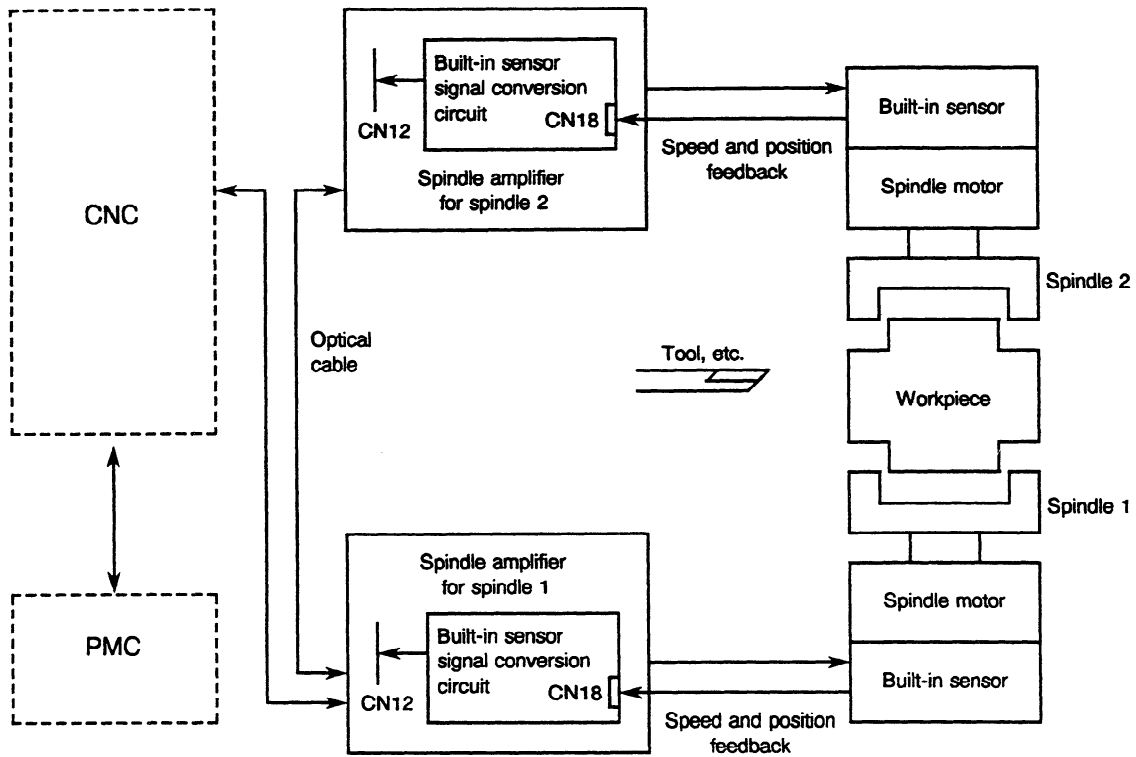 CNC
PMC
Optical
cable
Built-in sensor
signal conversion
circuit
CN18
CN12
Spindle amplifier
for spindle 2
Speed and position
feedback
Built-in sensor
Spindle motor
Spindle 2
Tool, etc.
Workpiece
Spindle 1
Spindle motor
Built-in sensor
Spindle amplifier
for spindle 1
Built-in sensor
signal conversion
circuit
CN18
CN12
Speed and position
feedback